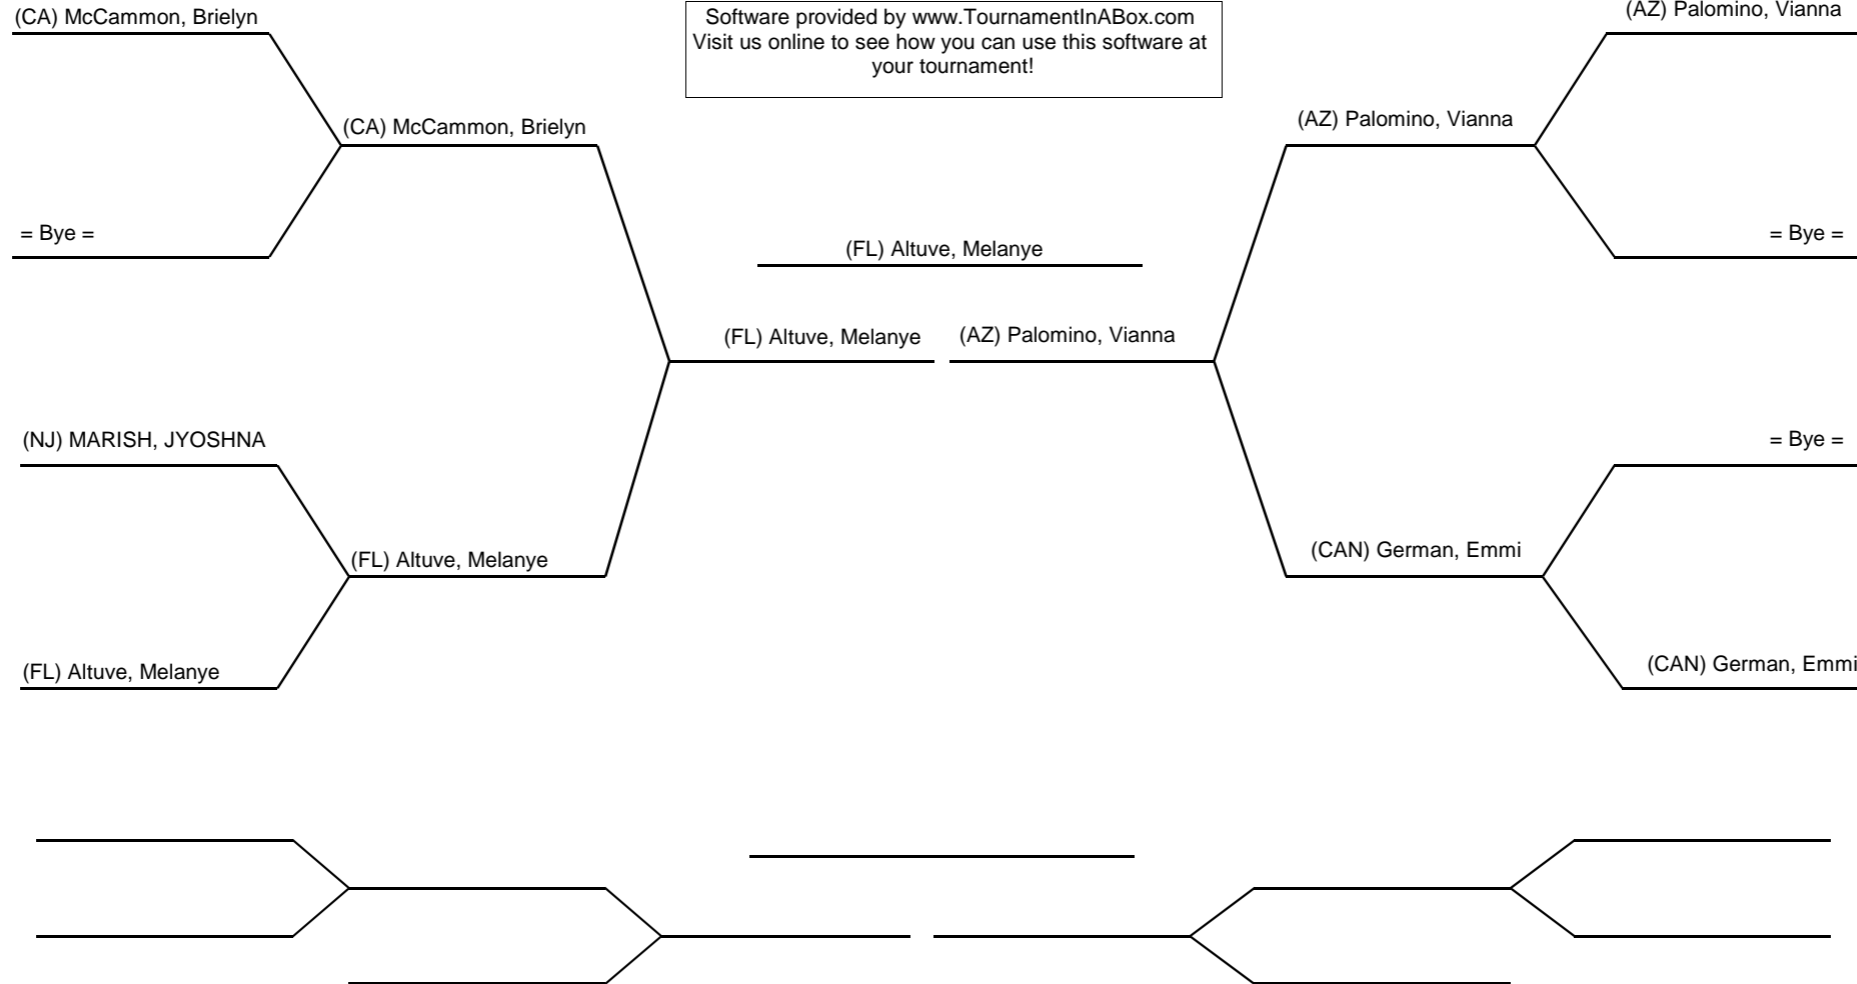 (CA) McCammon, Brielyn
Software provided by www.TournamentInABox.com
Visit us online to see how you can use this software at
your tournament!
(AZ) Palomino, Vianna
(CA) McCammon, Brielyn
(AZ) Palomino, Vianna
= Bye =
= Bye =
(FL) Altuve, Melanye
(FL) Altuve, Melanye
(AZ) Palomino, Vianna
(NJ) MARISH, JYOSHNA
= Bye =
(FL) Altuve, Melanye
(CAN) German, Emmi
(FL) Altuve, Melanye
(CAN) German, Emmi